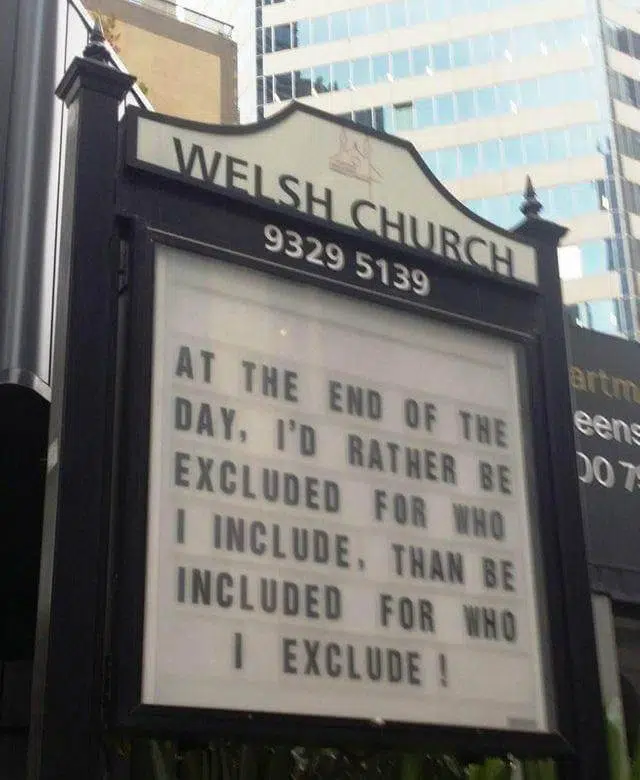 WELSH CHURCH
9329 5139
AT THE END OF THE
DAY, I'D RATHER BE
EXCLUDED FOR WHO
I INCLUDE, THAN BE
INCLUDED FOR WHO
I EXCLUDE!